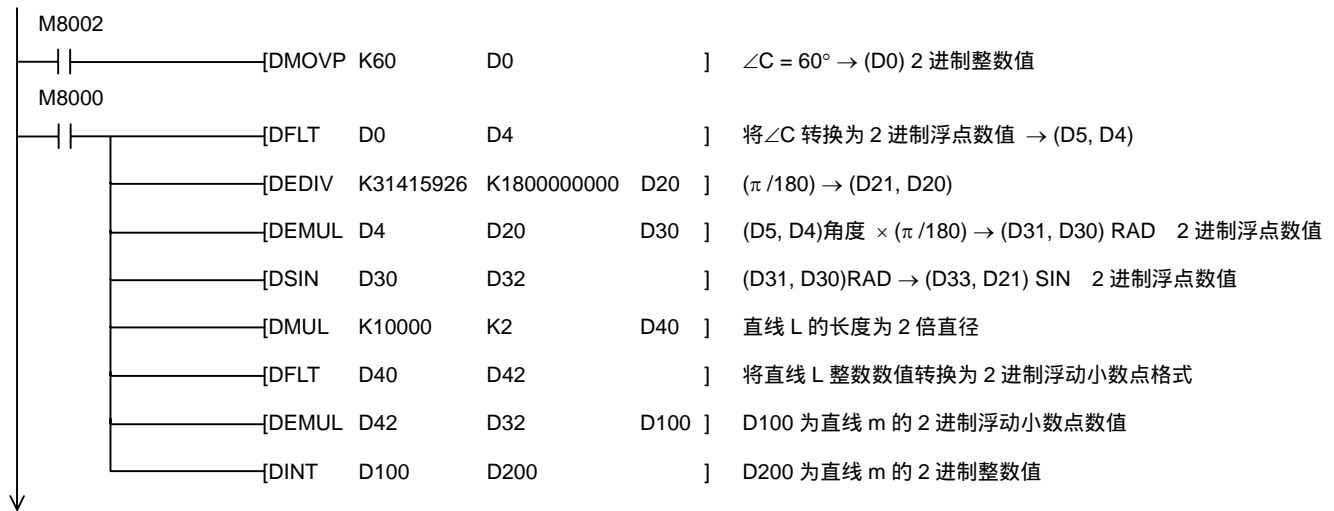 M8002
[DMOVP K60 D0 ] ∠C = 60° → (D0) 2 进制整数值
M8000
[DFLT D0 D4 ] 将∠C 转换为 2 进制浮点数值 → (D5, D4)
[DEDIV K31415926 K1800000000 D20 ] (π /180) → (D21, D20)
[DEMUL D4 D20 D30 ] (D5, D4)角度 × (π /180) → (D31, D30) RAD 2 进制浮点数值
[DSIN D30 D32 ] (D31, D30)RAD → (D33, D21) SIN 2 进制浮点数值
[DMUL K10000 K2 D40 ] 直线 L 的长度为 2 倍直径
[DFLT D40 D42 ] 将直线 L 整数数值转换为 2 进制浮动小数点格式
[DEMUL D42 D32 D100 ] D100 为直线 m 的 2 进制浮动小数点数值
[DINT D100 D200 ] D200 为直线 m 的 2 进制整数值